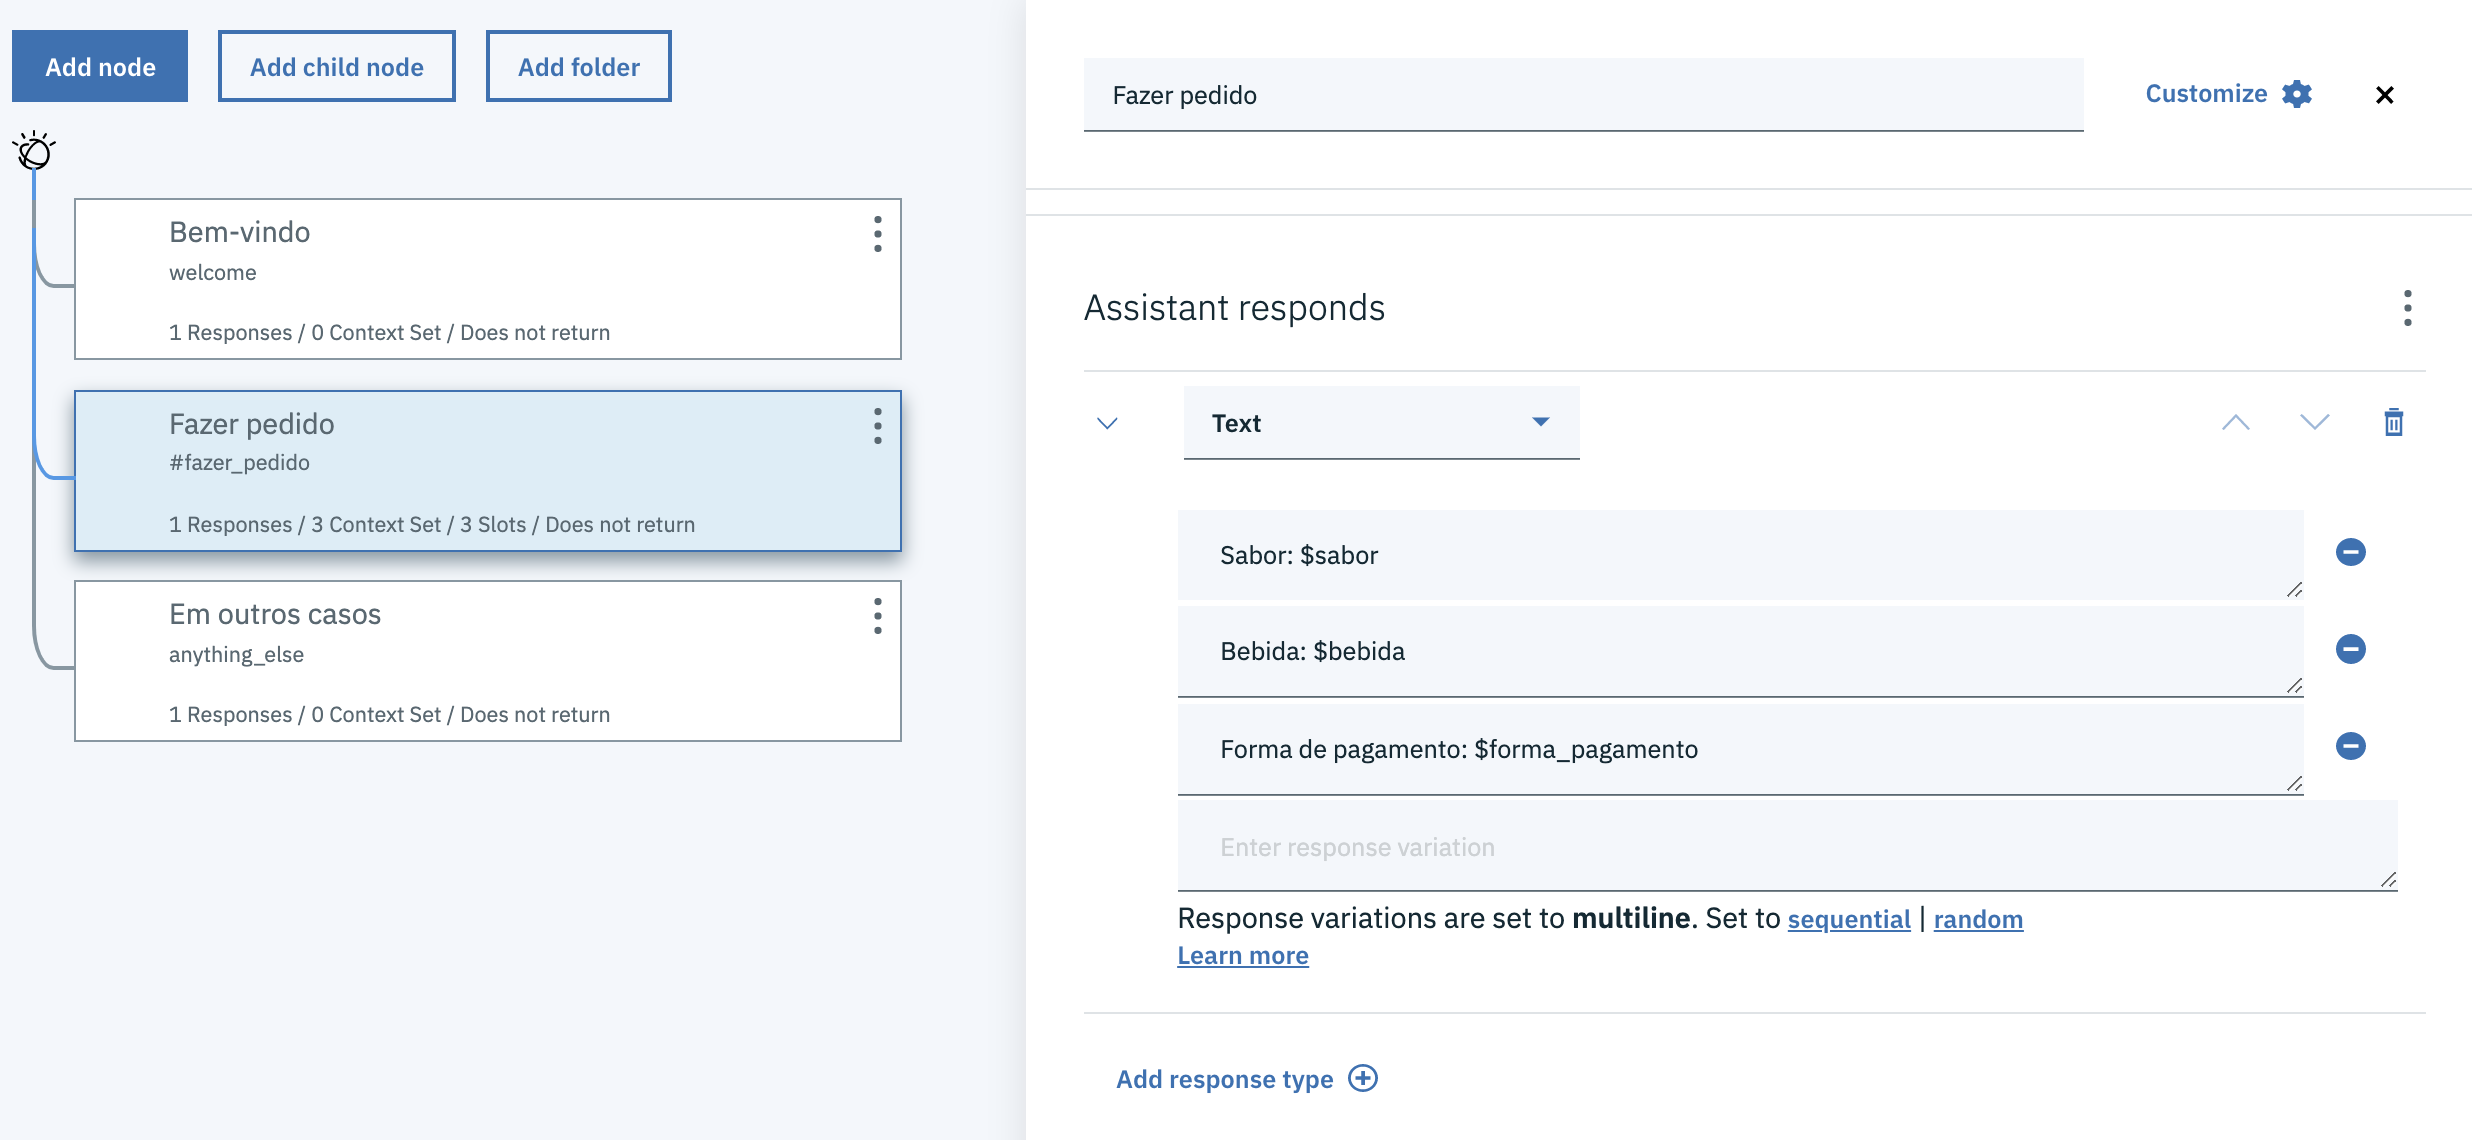 Add node
Add child node
Add folder
Bem-vindo
welcome
1 Responses / 0 Context Set / Does not return
Fazer pedido
#fazer_pedido
1 Responses / 3 Context Set / 3 Slots / Does not return
Em outros casos
anything_else
1 Responses / 0 Context Set / Does not return
Fazer pedido
Customize
Assistant responds
Text
Sabor: $sabor
Bebida: $bebida
Forma de pagamento: $forma_pagamento
Enter response variation
Response variations are set to multiline. Set to sequential | random
Learn more
Add response type